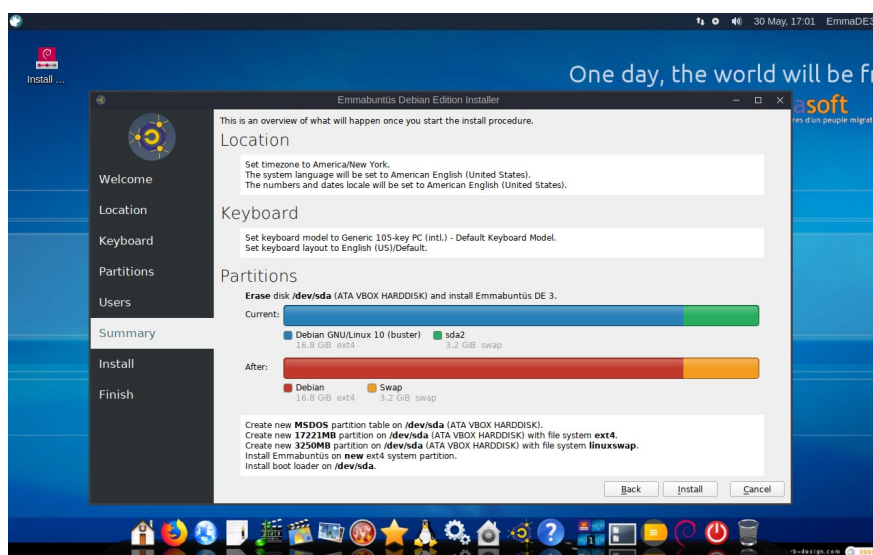 30 May, 17:01 EmmaDE3
Install ...
One day, the world will be fr
Emmabuntüs Debian Edition Installer
asoft
res d'un peuple migrat
This is an overview of what will happen once you start the install procedure.
Location
Set timezone to America/New York.
The system language will be set to American English (United States).
The numbers and dates locale will be set to American English (United States).
Welcome
Location
Keyboard
Partitions
Users
Summary
Install
Finish
Keyboard
Set keyboard model to Generic 105-key PC (intl.) - Default Keyboard Model.
Set keyboard layout to English (US)/Default.
Partitions
Erase disk /dev/sda (ATA VBOX HARDDISK) and install Emmabuntüs DE 3.
Current:
Debian GNU/Linux 10 (buster) sda2
16.8 GiB ext4 3.2 GiB swap
After:
Debian Swap
16.8 GiB ext4 3.2 GiB swap
Create new MSDOS partition table on /dev/sda (ATA VBOX HARDDISK).
Create new 17221MB partition on /dev/sda (ATA VBOX HARDDISK) with file system ext4.
Create new 3250MB partition on /dev/sda (ATA VBOX HARDDISK) with file system linuxswap.
Install Emmabuntüs on new ext4 system partition.
Install boot loader on /dev/sda.
Back Install Cancel
1
b-design.com